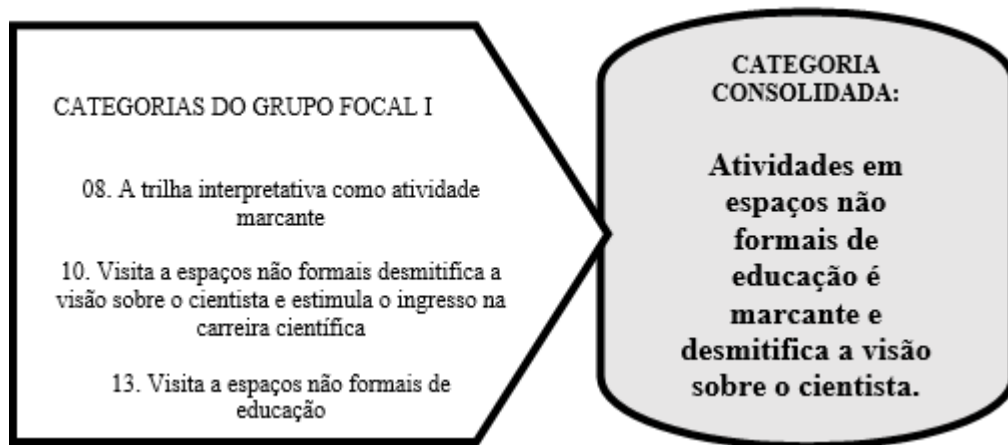 CATEGORIAS DO GRUPO FOCAL I
08. A trilha interpretativa como atividade
marcante
10. Visita a espaços não formais desmitifica a
visão sobre o cientista e estimula o ingresso na
carreira científica
13. Visita a espaços não formais de
educação
CATEGORIA
CONSOLIDADA:
Atividades em
espaços não
formais de
educação é
marcante e
desmitifica a visão
sobre o cientista.